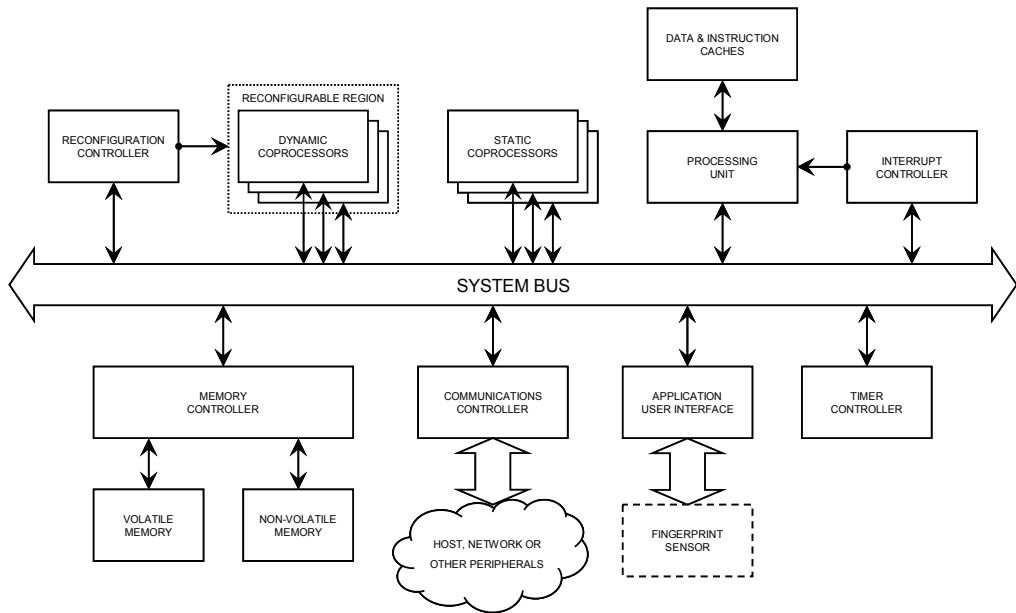 DATA & INSTRUCTION
CACHES
RECONFIGURABLE REGION
RECONFIGURATION
CONTROLLER
DYNAMIC
COPROCESSORS
STATIC
COPROCESSORS
PROCESSING
UNIT
INTERRUPT
CONTROLLER
SYSTEM BUS
MEMORY
CONTROLLER
COMMUNICATIONS
CONTROLLER
APPLICATION
USER INTERFACE
TIMER
CONTROLLER
VOLATILE
MEMORY
NON-VOLATILE
MEMORY
HOST, NETWORK OR
OTHER PERIPHERALS
FINGERPRINT
SENSOR